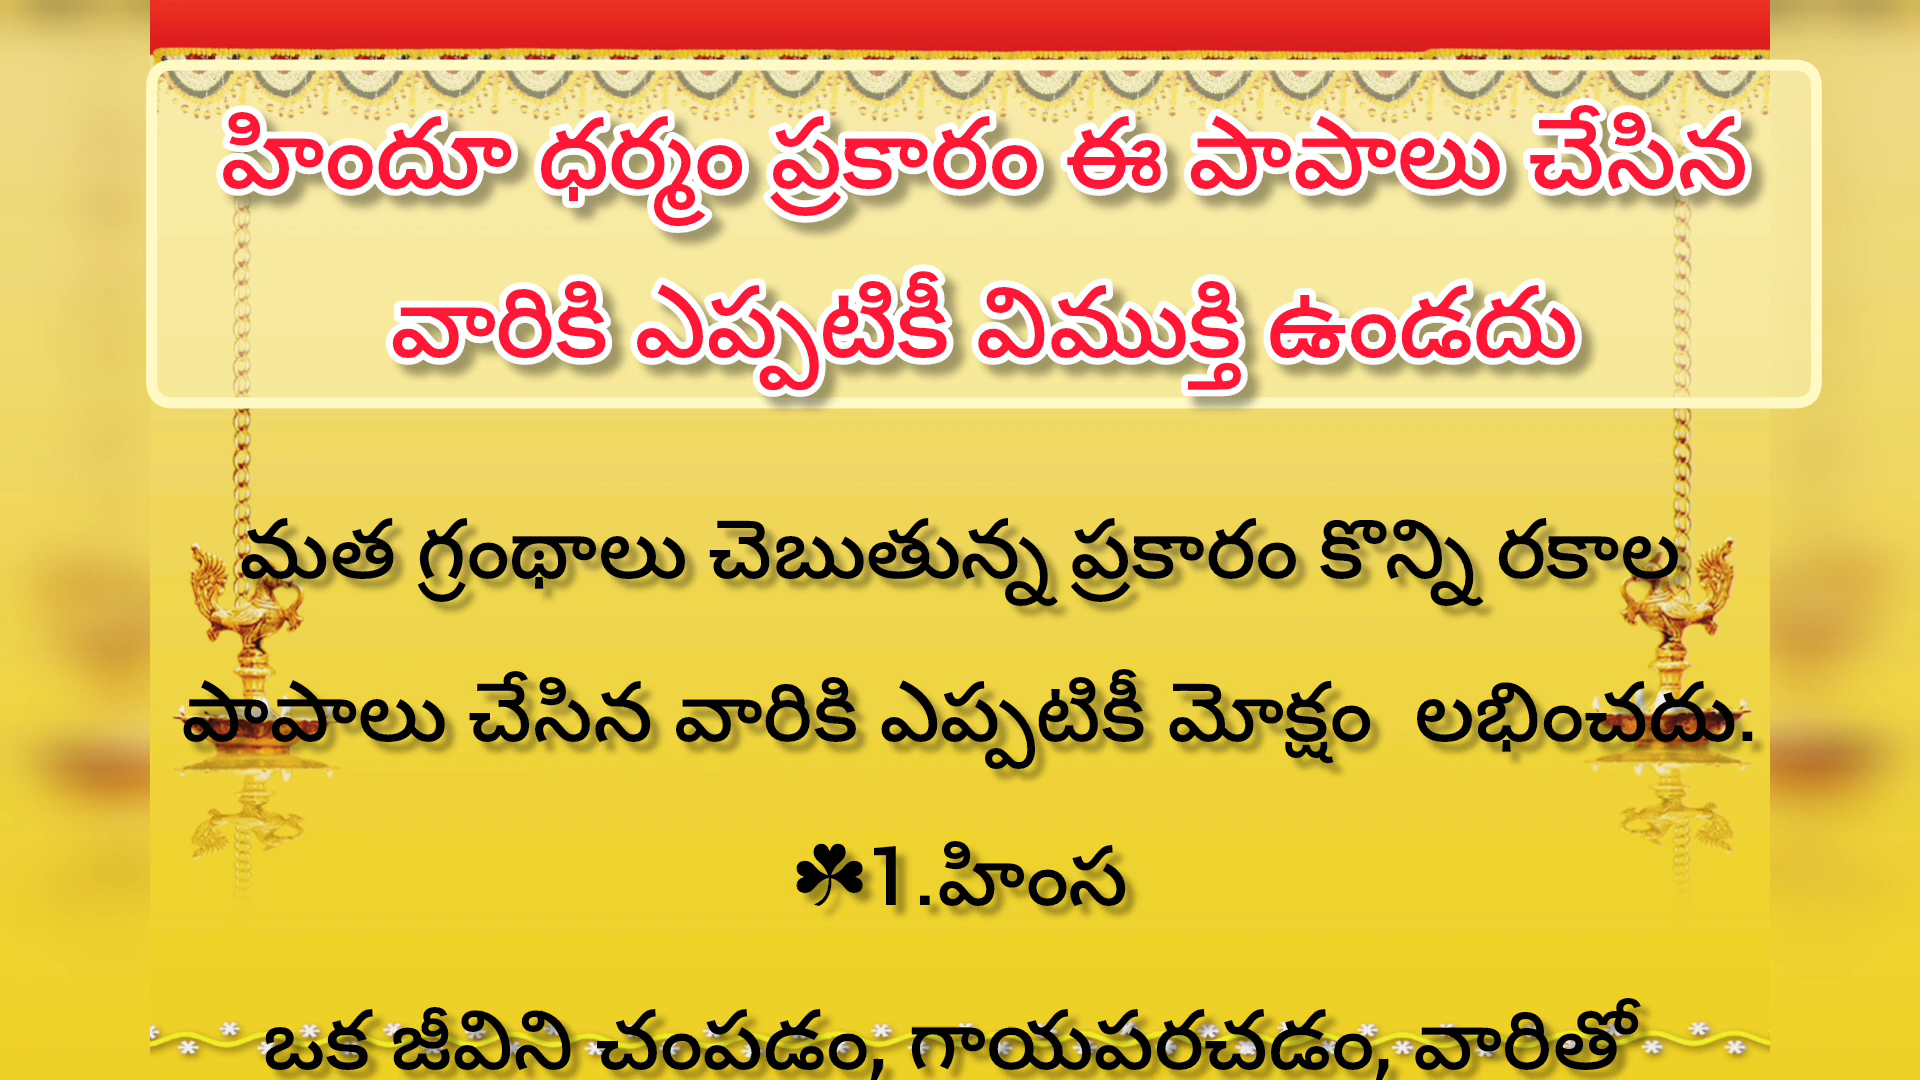 హిందూ ధర్మం ప్రకారం ఈ పాపాలు చేసిన
వారికి ఎప్పటికీ విముక్తి ఉండదు
మత గ్రంథాలు చెబుతున్న ప్రకారం కొన్ని రకాల
పాపాలు చేసిన వారికి ఎప్పటికీ మోక్షం లభించదు.
☘1.హింస
ఒక జీవిని చంపడం, గాయపరచడం, వారితో